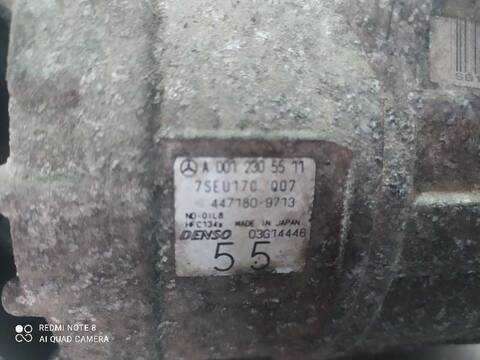 A 001 230 55 11
7SEU17C Q07
447180-9713
ND-OIL8
HFC134a MADE IN JAPAN
DENSO 03G14446
55
REDMI NOTE 8
AI QUAD CAMERA